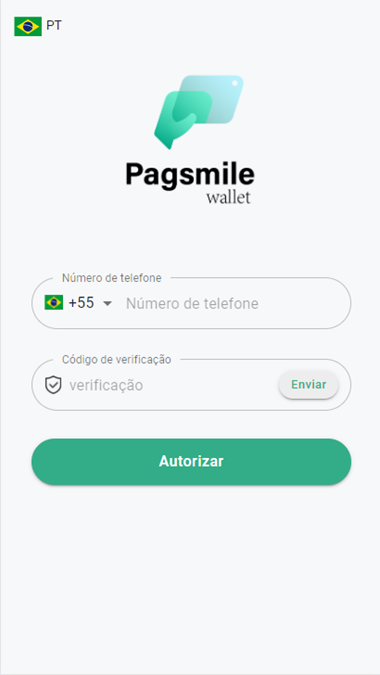 PT
Pagsmile
wallet
Número de telefone
+55 Número de telefone
Código de verificação
verificação Enviar
Autorizar